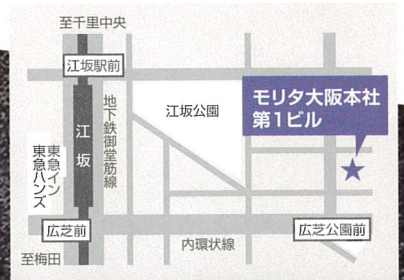 至千里中央
江坂駅前
江坂
地下鉄御堂筋線
江坂公園
モリタ大阪本社
第1ビル
東急イン
東急ハンズ
広芝前
広芝公園前
内環状線
至梅田